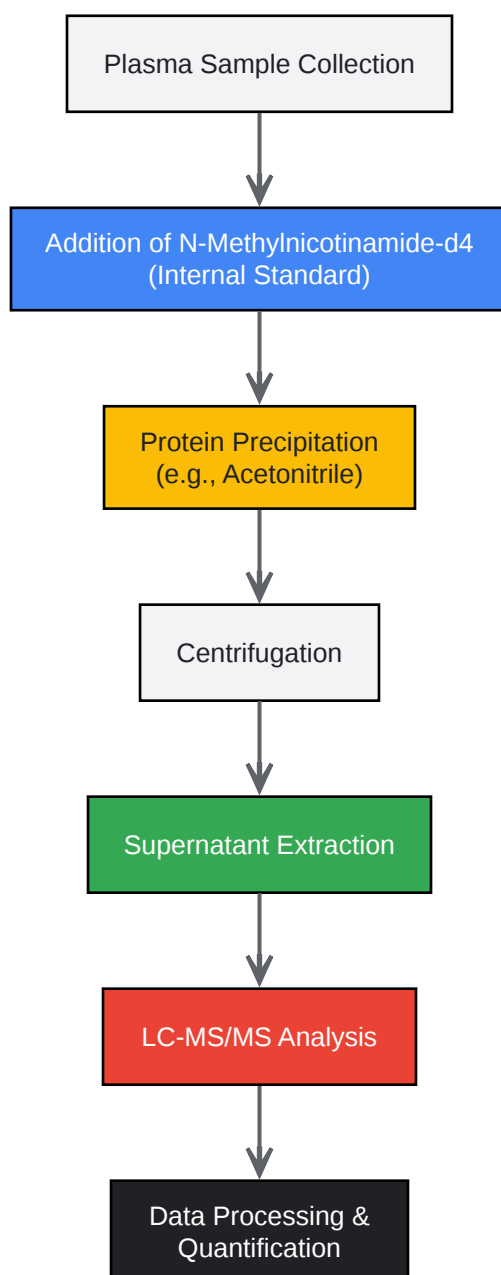 Plasma Sample Collection
Addition of N-Methylnicotinamide-d4
(Internal Standard)
Protein Precipitation
(e.g., Acetonitrile)
Centrifugation
Supernatant Extraction
LC-MS/MS Analysis
Data Processing &
Quantification